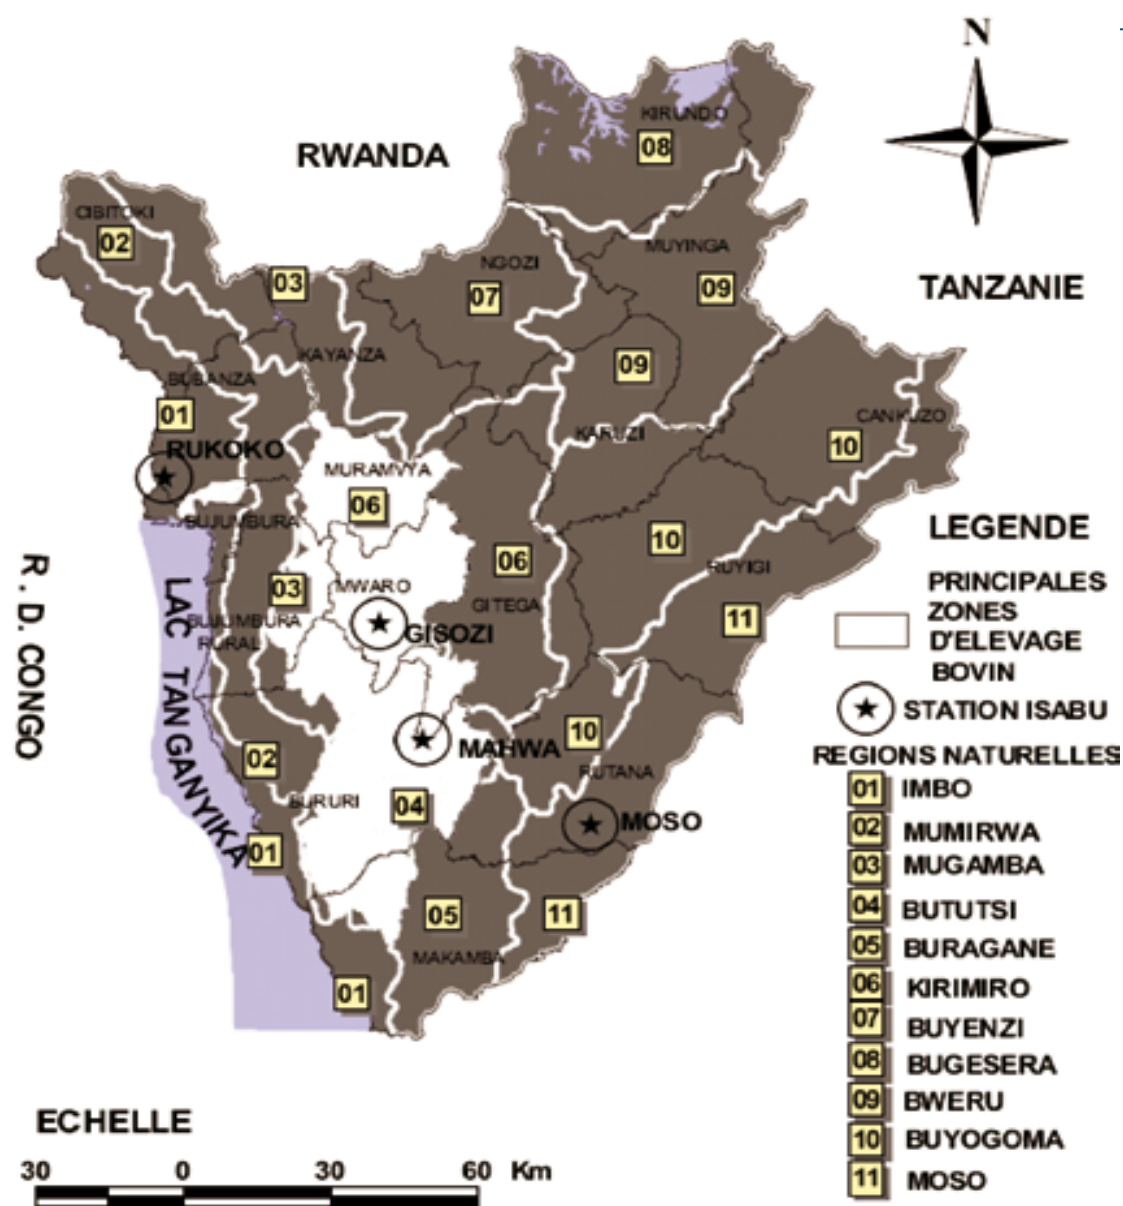 N
KIRUNDO
08
RWANDA
CIBITOKI
02
MUYINGA
NGOZI
03
07
09
TANZANIE
KAYANZA
09
BUBANZA
01
CANKUZO
KARUZI
10
RUKOKO
MURAMVYA
06
BUJUMBURA
LEGENDE
10
06
RUYIGI
PRINCIPALES
ZONES
D'ELEVAGE
BOVIN
R. D. CONGO
LAC TANGANYIKA
03
MWARO
GITEGA
11
BUJUMBURA
RURAL
GISOZI
STATION ISABU
10
MAHWA
02
RUTANA
REGIONS NATURELLES
BURURI
04
MOSO
01
05
11
MAKAMBA
01
01 IMBO
02 MUMIRWA
03 MUGAMBA
04 BUTUTSI
05 BURAGANE
06 KIRIMIRO
07 BUYENZI
08 BUGESERA
09 BWERU
10 BUYOGOMA
11 MOSO
ECHELLE
30 0 30 60 Km